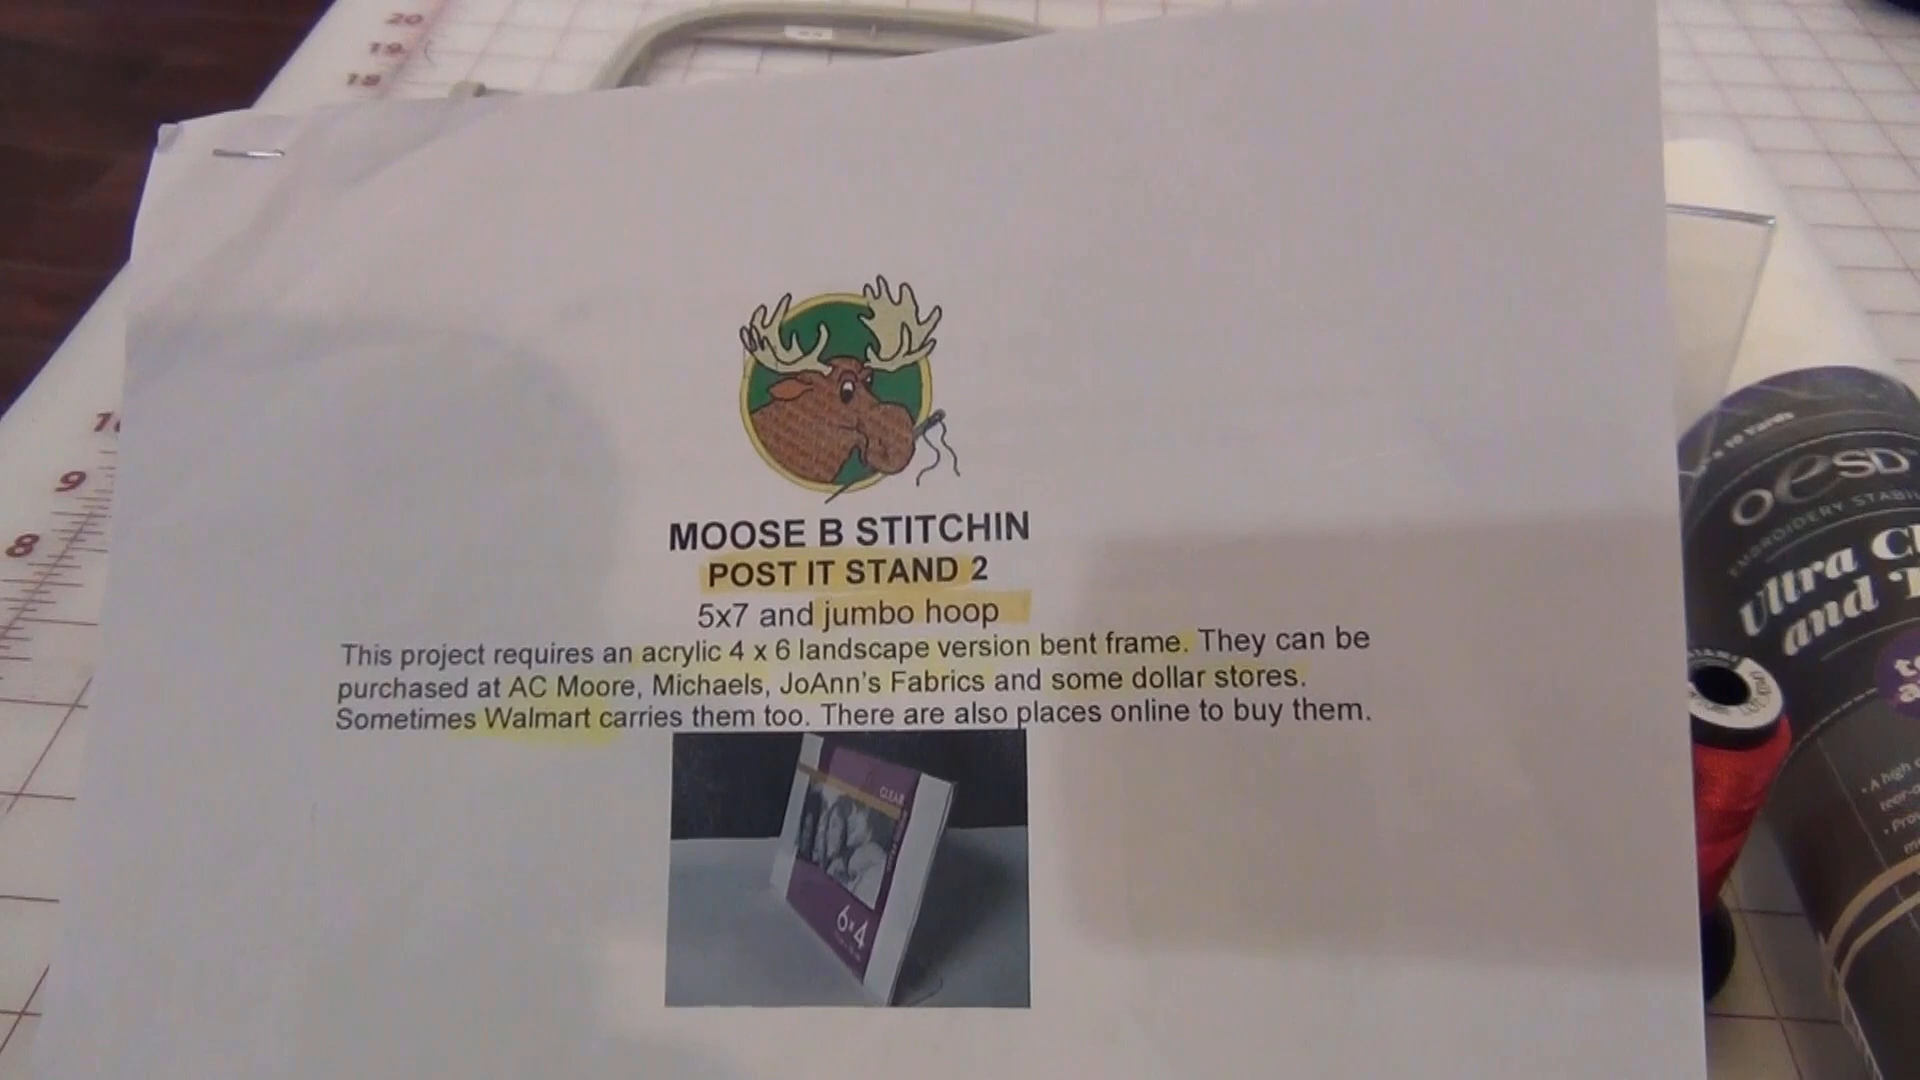 20
19
18
9
8
MOOSE B STITCHIN
POST IT STAND 2
5x7 and jumbo hoop
This project requires an acrylic 4 x 6 landscape version bent frame. They can be
purchased at AC Moore, Michaels, JoAnn's Fabrics and some dollar stores.
Sometimes Walmart carries them too. There are also places online to buy them.
CLEAR
6x4
10 Yards
OESD
EMBROIDERY
Ultra
and